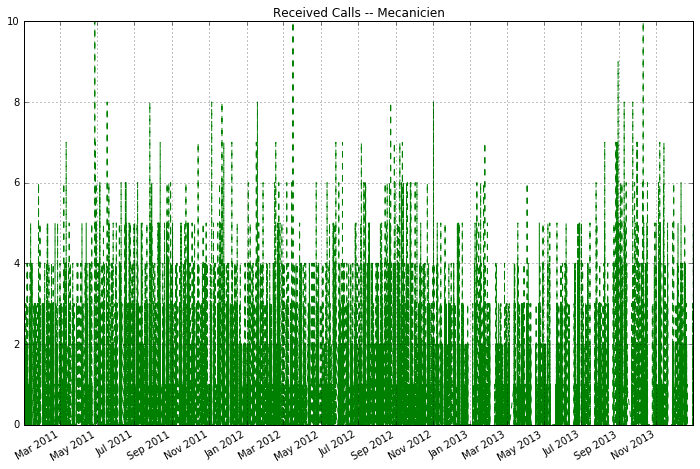 Received Calls -- Mecanicien
10
8
6
4
2
0
Mar 2011
May 2011
Jul 2011
Sep 2011
Nov 2011
Jan 2012
Mar 2012
May 2012
Jul 2012
Sep 2012
Nov 2012
Jan 2013
Mar 2013
May 2013
Jul 2013
Sep 2013
Nov 2013